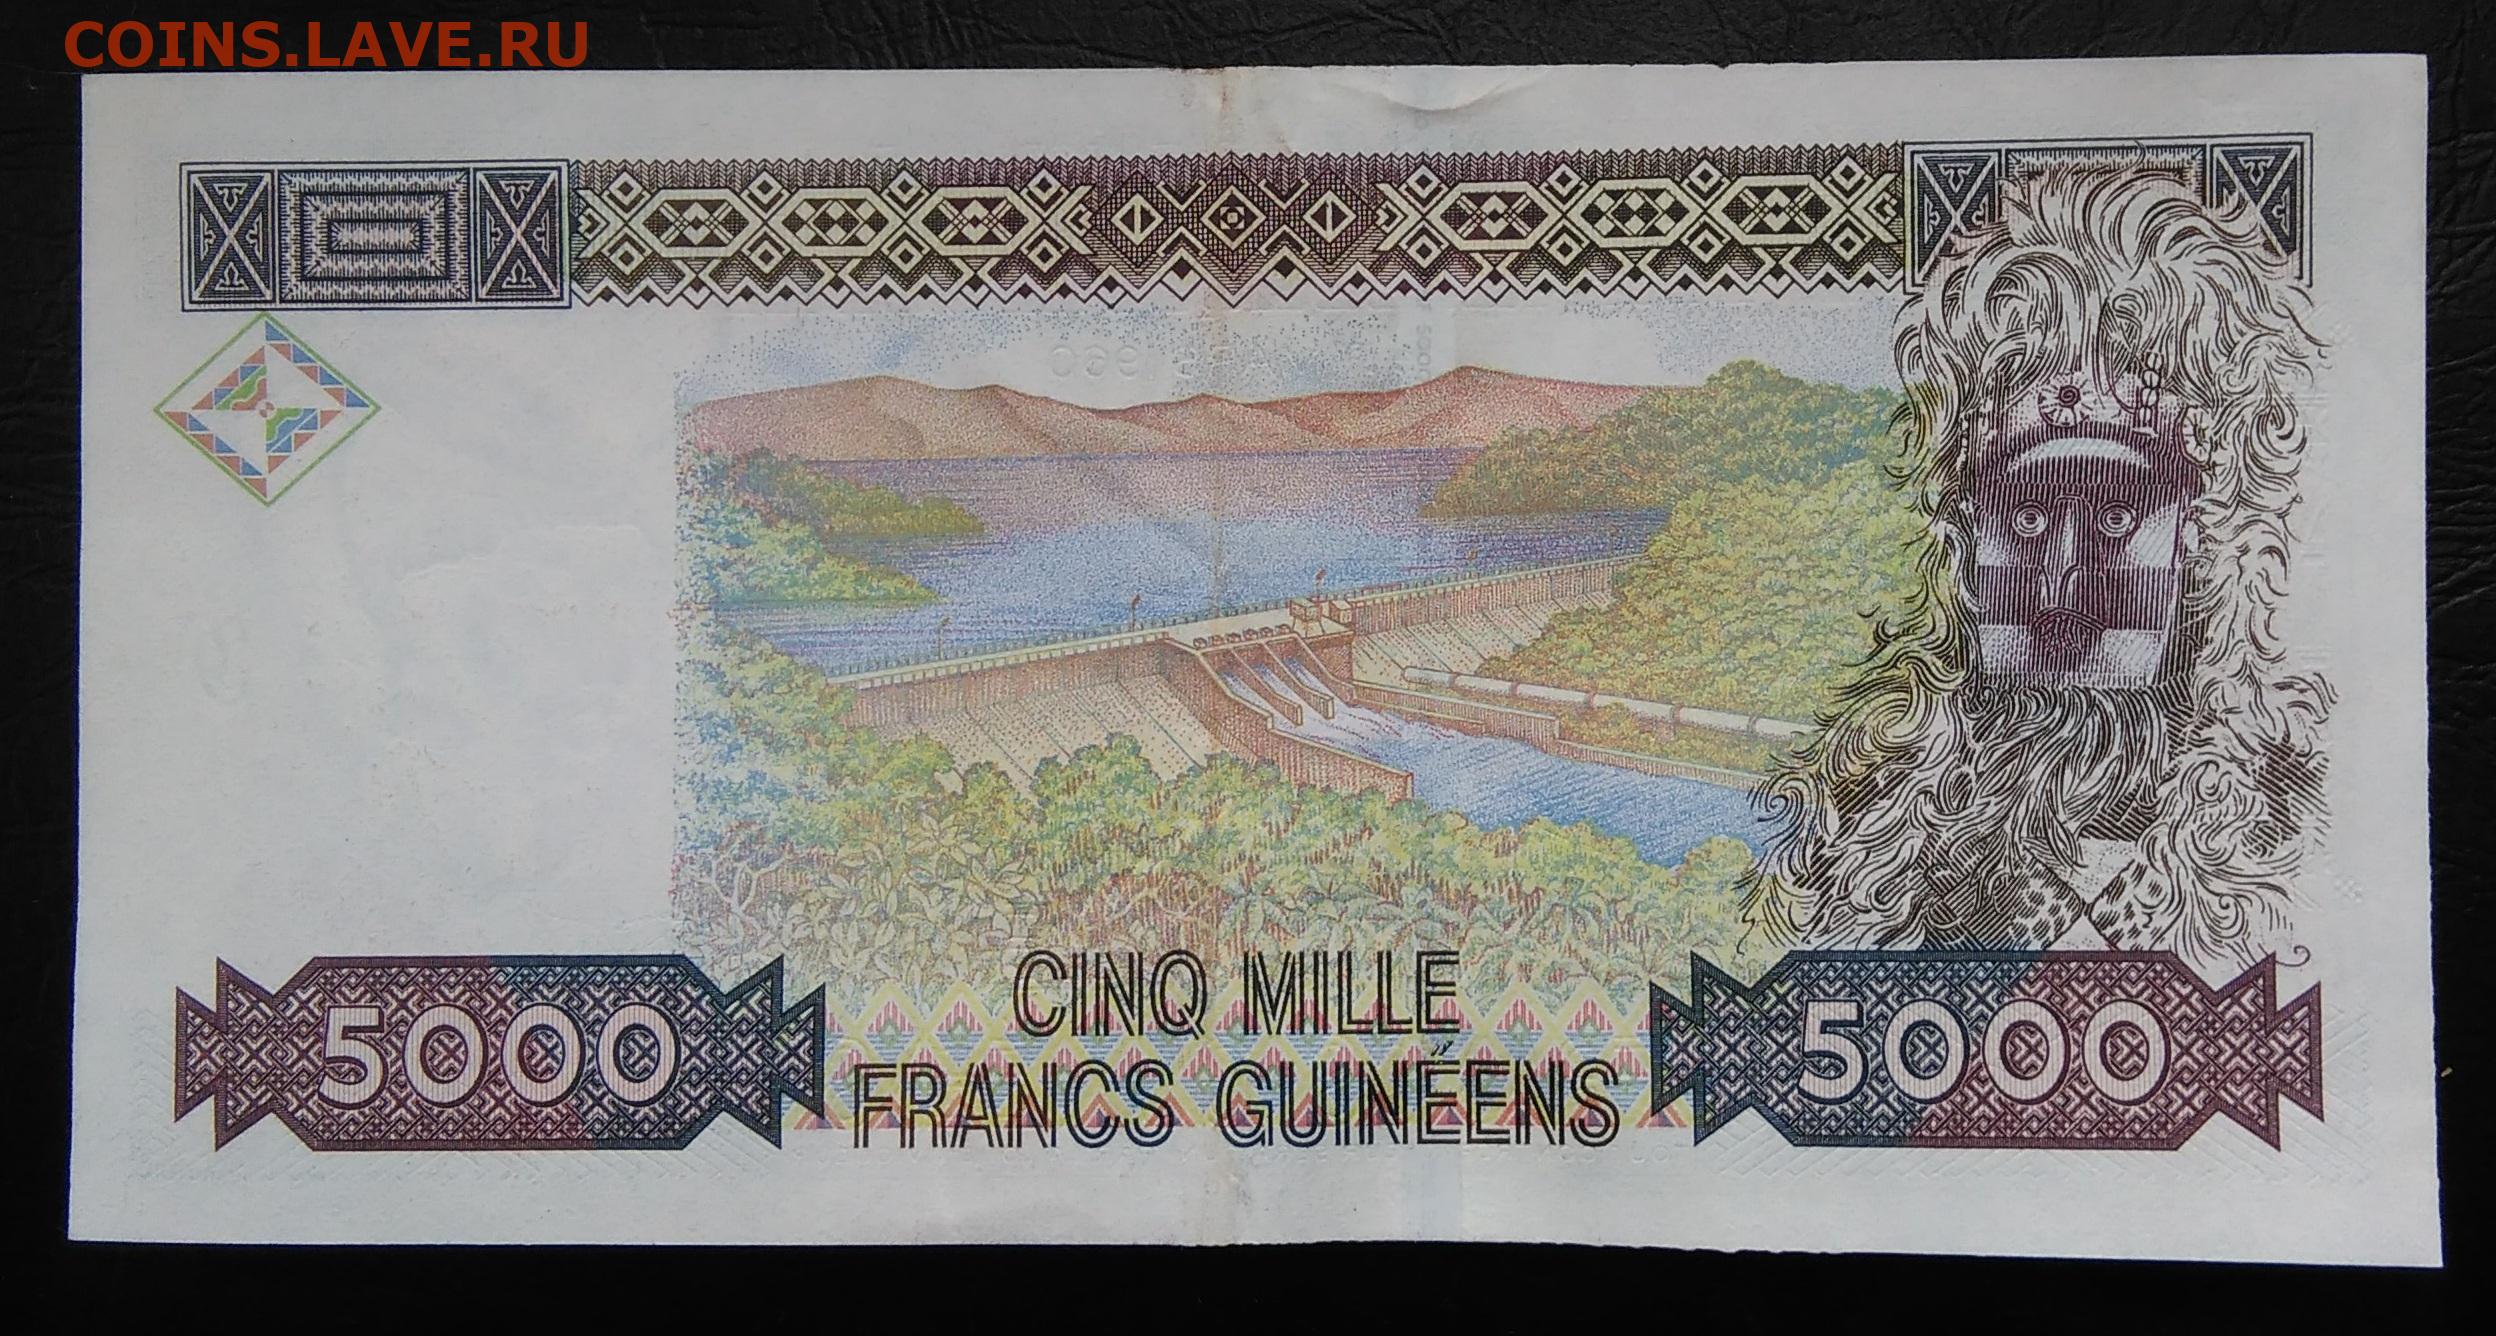 COINS.LAVE.RU
CINQ MILLE
FRANCS GUINÉENS
5000
5000